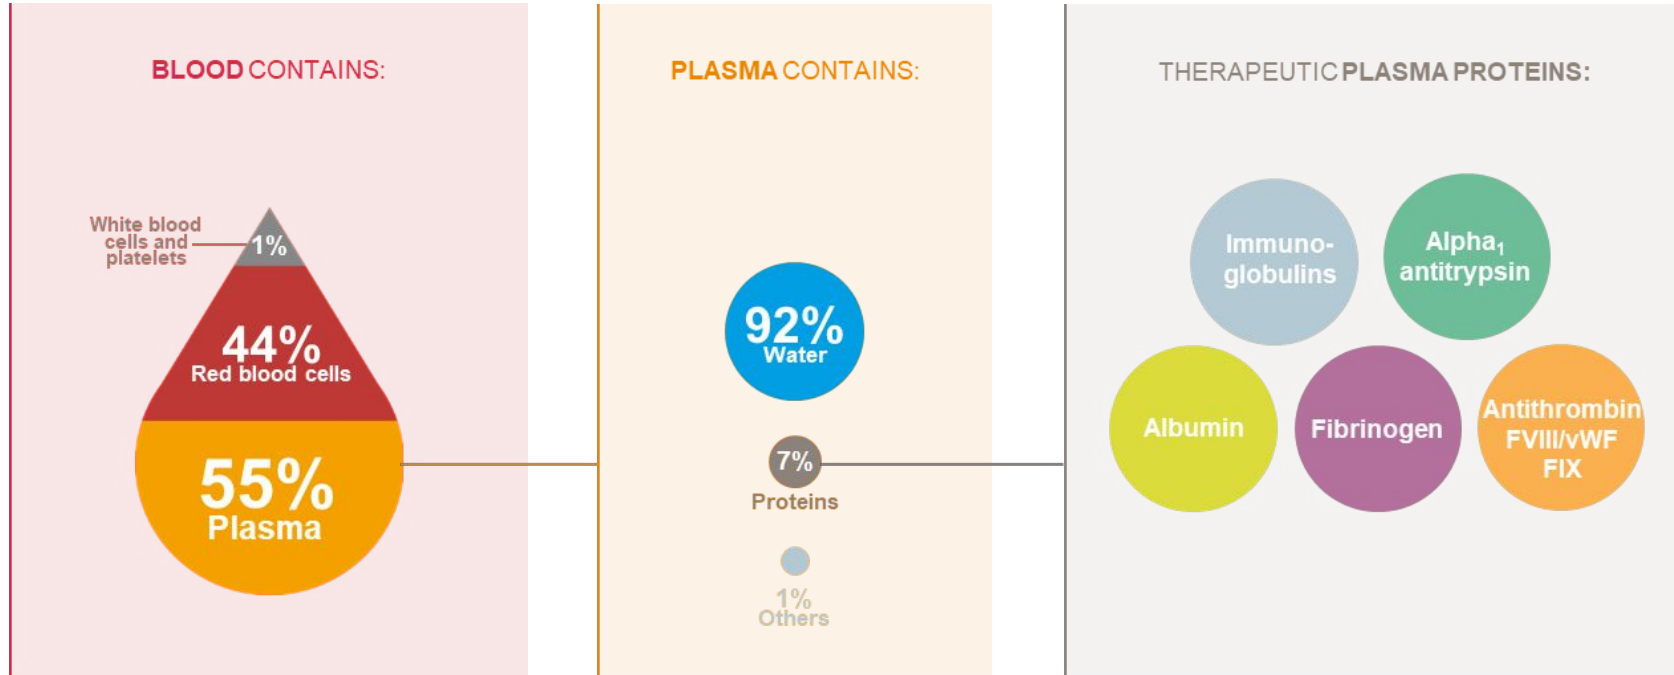 BLOOD CONTAINS:
White blood
cells and
platelets
1%
44%
Red blood cells
55%
Plasma
PLASMA CONTAINS:
92%
Water
7%
Proteins
1%
Others
THERAPEUTIC PLASMA PROTEINS:
Immuno-
globulins
Alpha₁
antitrypsin
Albumin
Fibrinogen
Antithrombin
FVIII/vWF
FIX